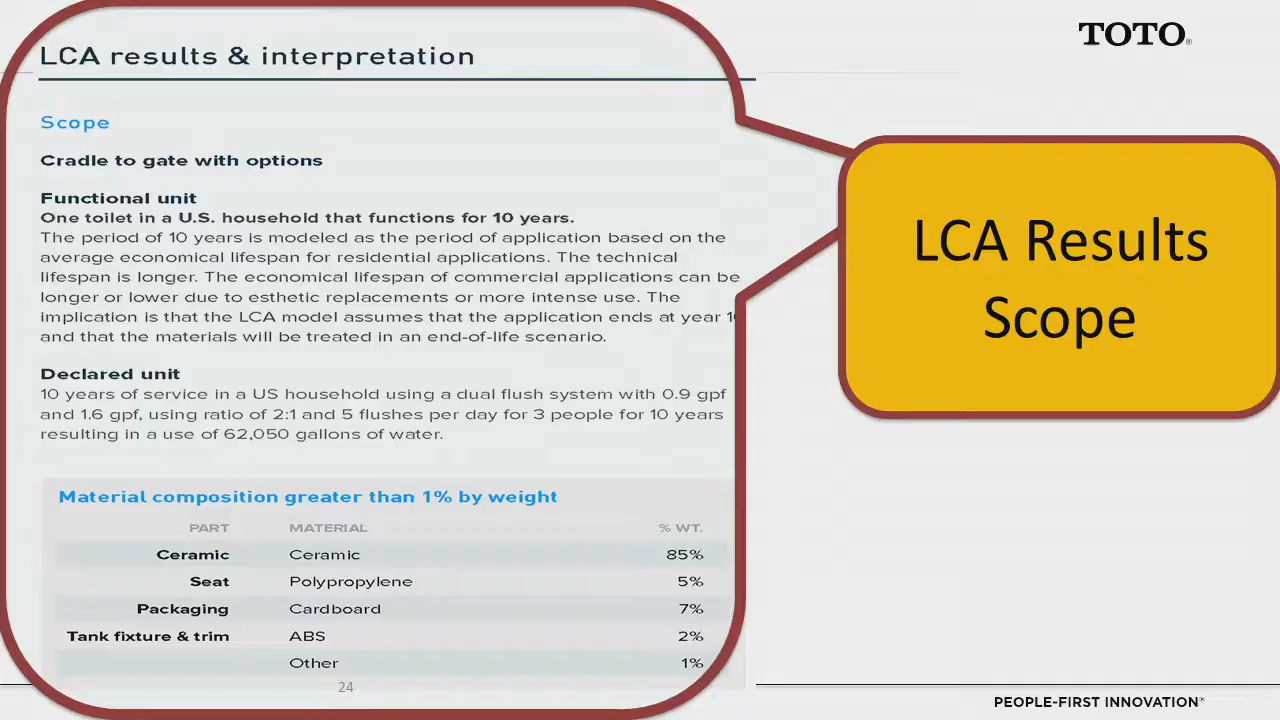 LCA results & interpretation
TOTO®
Scope
Cradle to gate with options
Functional unit
One toilet in a U.S. household that functions for 10 years.
The period of 10 years is modeled as the period of application based on the
average economical lifespan for residential applications. The technical
lifespan is longer. The economical lifespan of commercial applications can be
longer or lower due to esthetic replacements or more intense use. The
implication is that the LCA model assumes that the application ends at year
and that the materials will be treated in an end-of-life scenario.
Declared unit
10 years of service in a US household using a dual flush system with 0.9 gpf
and 1.6 gpf, using ratio of 2:1 and 5 flushes per day for 3 people for 10 years
resulting in a use of 62,050 gallons of water.
LCA Results
Scope
Material composition greater than 1% by weight
PART MATERIAL % WT.
Ceramic Ceramic 85%
Seat Polypropylene 5%
Packaging Cardboard 7%
Tank fixture & trim ABS 2%
Other 1%
24
PEOPLE-FIRST INNOVATION